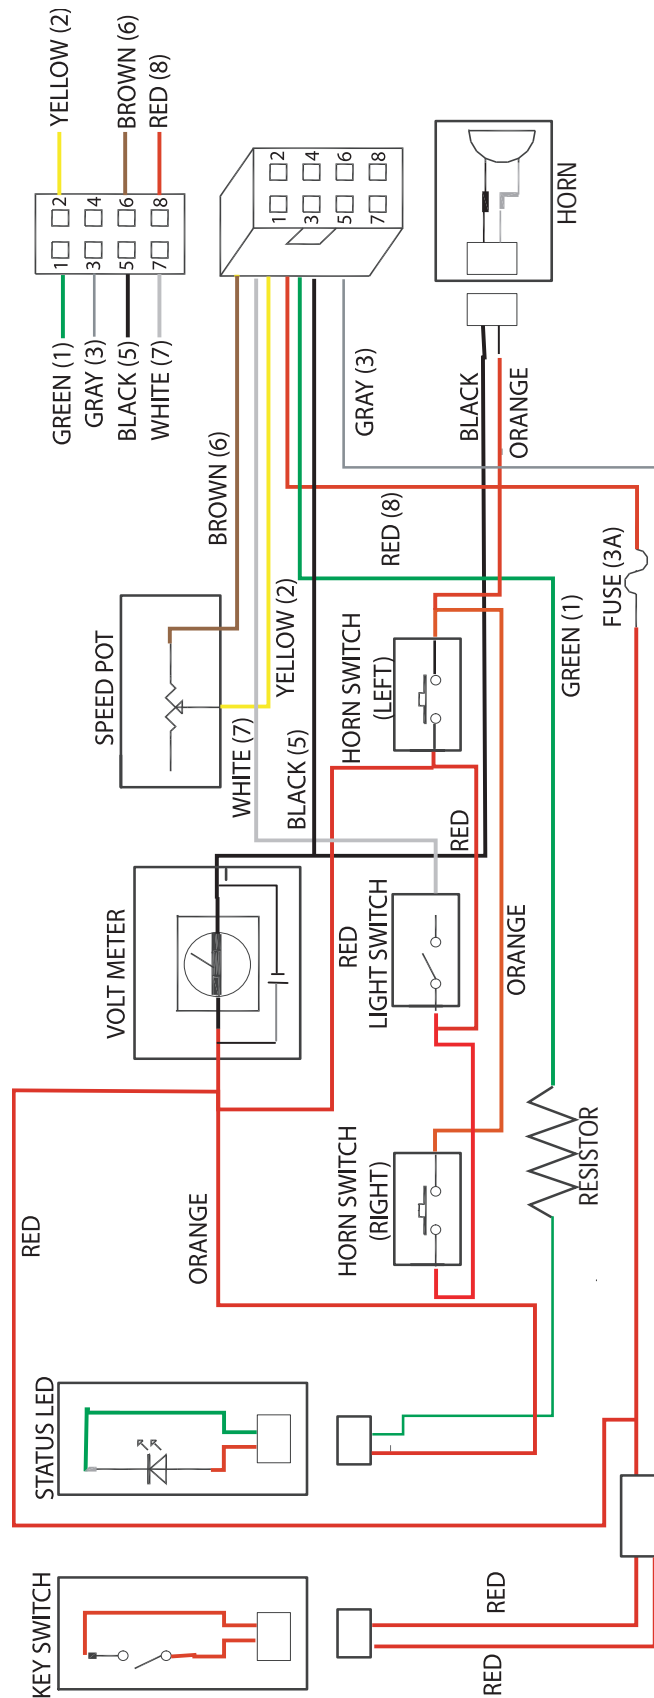 YELLOW (2)
BROWN (6)
RED (8)
2
4
6
8
1
3
5
7
GREEN (1)
GRAY (3)
BLACK (5)
WHITE (7)
2
4
6
8
1
3
5
7
HORN
BROWN (6)
GRAY (3)
BLACK
ORANGE
RED (8)
FUSE (3A)
SPEED POT
YELLOW (2)
WHITE (7)
BLACK (5)
HORN SWITCH
(LEFT)
GREEN (1)
RED
VOLT METER
RED
LIGHT SWITCH
ORANGE
RESISTOR
HORN SWITCH
(RIGHT)
RED
ORANGE
STATUS LED
KEY SWITCH
RED
RED